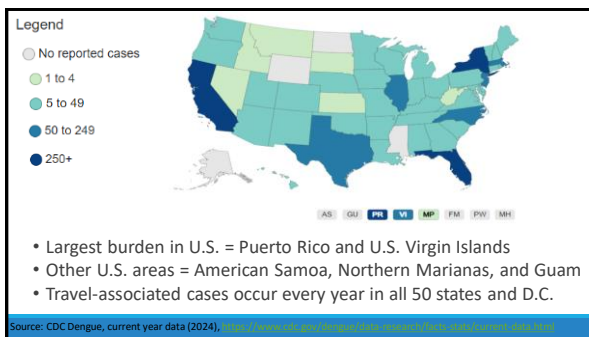 Legend
No reported cases
1 to 4
5 to 49
50 to 249
250+
AS GU PR VI MP FM PW MH
• Largest burden in U.S. = Puerto Rico and U.S. Virgin Islands
• Other U.S. areas = American Samoa, Northern Marianas, and Guam
• Travel-associated cases occur every year in all 50 states and D.C.
Source: CDC Dengue, current year data (2024), https://www.cdc.gov/dengue/data-research/facts-stats/current-data.html